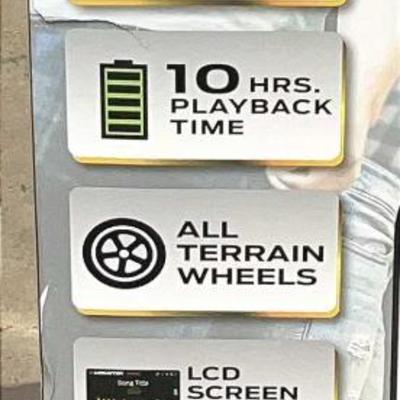 10 HRS.
PLAYBACK
TIME
ALL
TERRAIN
WHEELS
LCD
SCREEN
Song Title